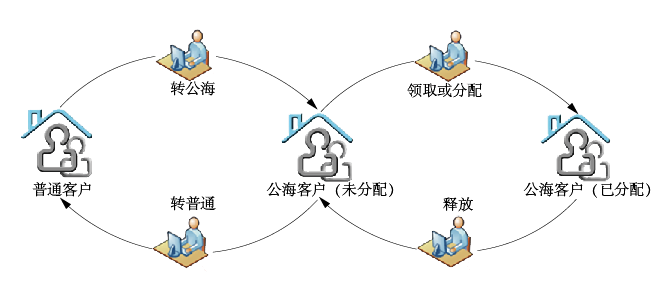 转公海
领取或分配
普通客户
公海客户（未分配）
公海客户（已分配）
转普通
释放